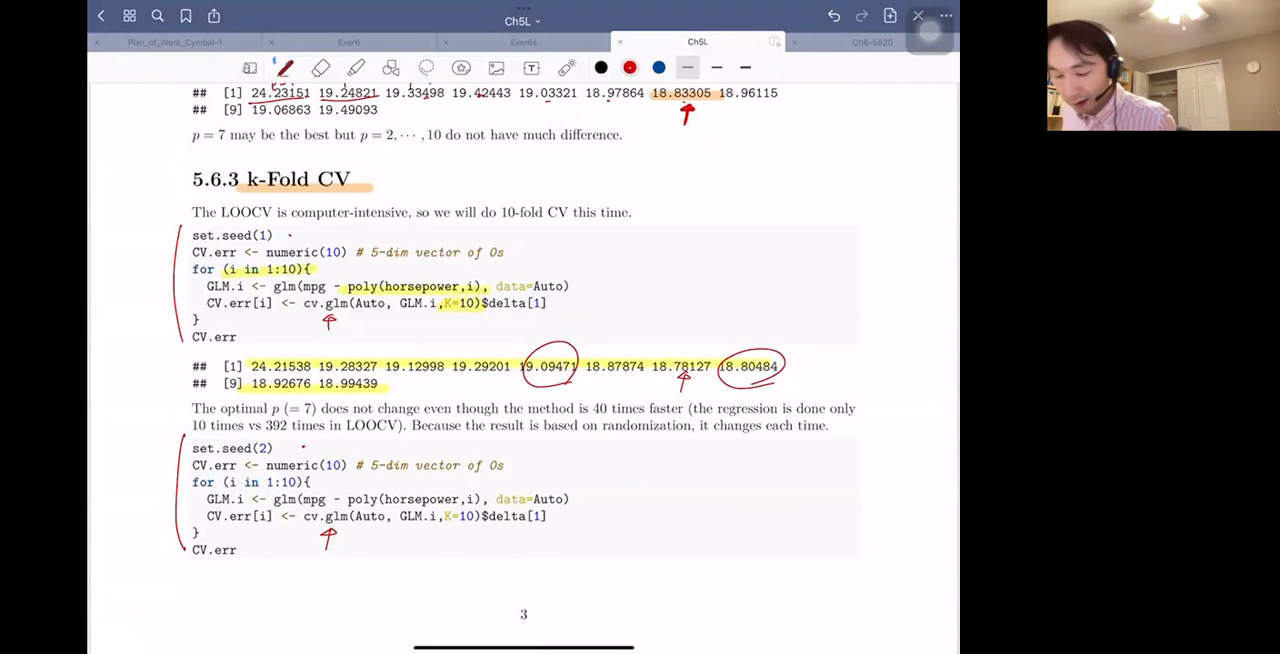 Ch5L
Plan_of_Work_Cymbal-1
Exer6
Exer6s
Ch5L
Ch6-5820
## [1] 24.23151 19.24821 19.33498 19.42443 19.03321 18.97864 18.83305 18.96115
## [9] 19.06863 19.49093
p = 7 may be the best but p = 2, ··· , 10 do not have much difference.
5.6.3 k-Fold CV
The LOOCV is computer-intensive, so we will do 10-fold CV this time.
set.seed(1)
CV.err <- numeric(10) # 5-dim vector of 0s
for (i in 1:10){
GLM.i <- glm(mpg ~ poly(horsepower,i), data=Auto)
CV.err[i] <- cv.glm(Auto, GLM.i,K=10)$delta[1]
}
CV.err
## [1] 24.21538 19.28327 19.12998 19.29201 19.09471 18.87874 18.78127 18.80484
## [9] 18.92676 18.99439
The optimal p (= 7) does not change even though the method is 40 times faster (the regression is done only
10 times vs 392 times in LOOCV). Because the result is based on randomization, it changes each time.
set.seed(2)
CV.err <- numeric(10) # 5-dim vector of 0s
for (i in 1:10){
GLM.i <- glm(mpg ~ poly(horsepower,i), data=Auto)
CV.err[i] <- cv.glm(Auto, GLM.i,K=10)$delta[1]
}
CV.err
3